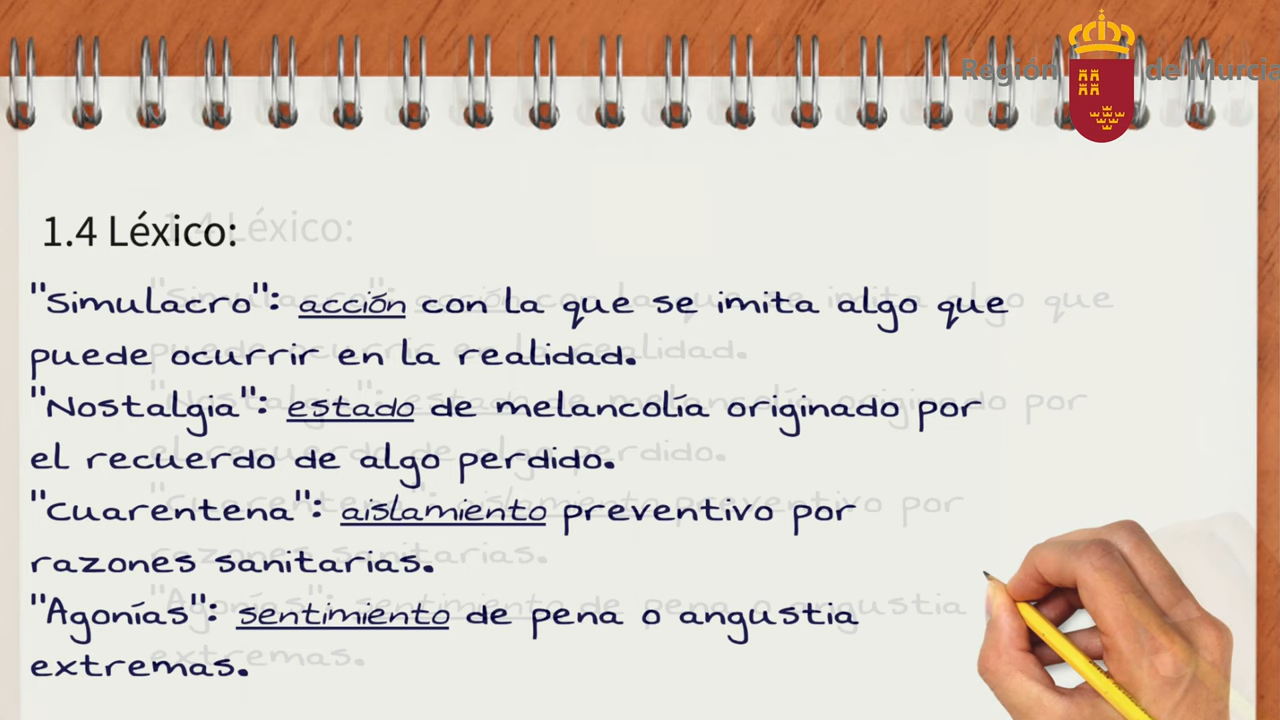 Región de Murcia
1.4 Léxico:
"Simulacro": acción con la que se imita algo que
puede ocurrir en la realidad.
"Nostalgia": estado de melancolía originado por
el recuerdo de algo perdido.
"Cuarentena": aislamiento preventivo por
razones sanitarias.
"Agonías": sentimiento de pena o angustia
extremas.